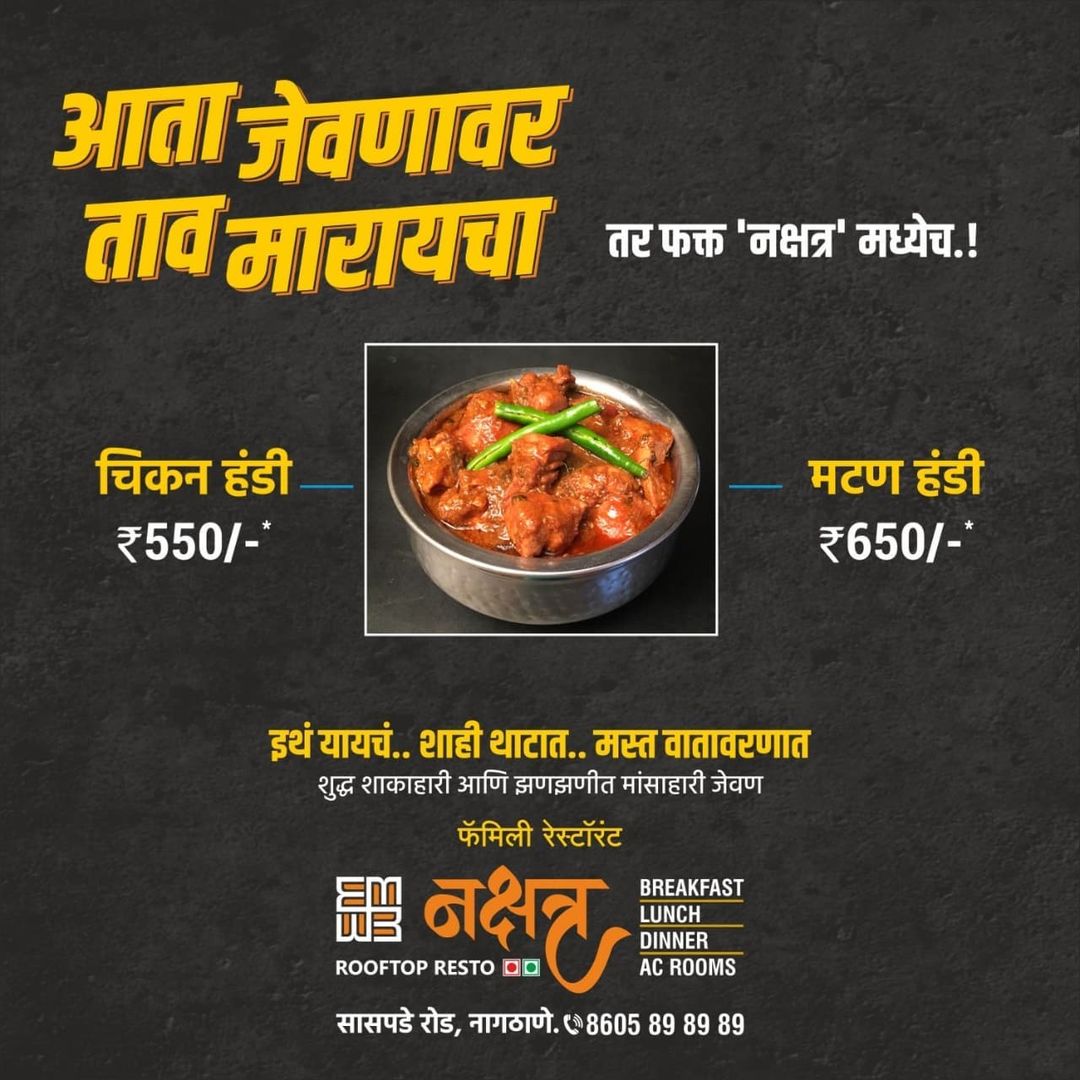 आता जेवणावर
ताव मारायचा
तर फक्त 'नक्षत्र' मध्येच.!
चिकन हंडी
₹550/-*
मटण हंडी
₹650/-*
इथं यायचं.. शाही थाटात.. मस्त वातावरणात
शुद्ध शाकाहारी आणि झणझणीत मांसाहारी जेवण
फॅमिली रेस्टॉरंट
नक्षत्र
ROOFTOP RESTO
BREAKFAST
LUNCH
DINNER
AC ROOMS
सासपडे रोड, नागठाणे. 8605 89 89 89